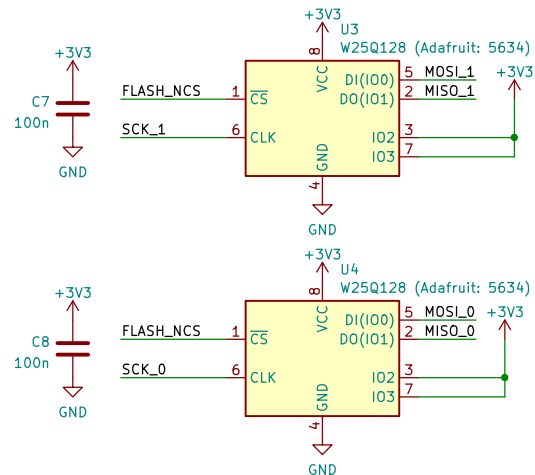 +3V3
U3
W25Q128 (Adafruit: 5634)
+3V3
8
VCC
5
DI(IO0)
MOSI_1
+3V3
FLASH_NCS
1
CS
2
DO(IO1)
MISO_1
C7
100n
SCK_1
6
CLK
3
IO2
7
IO3
GND
4
GND
GND
+3V3
U4
W25Q128 (Adafruit: 5634)
+3V3
8
VCC
5
DI(IO0)
MOSI_0
+3V3
FLASH_NCS
1
CS
2
DO(IO1)
MISO_0
C8
100n
SCK_0
6
CLK
3
IO2
7
IO3
GND
4
GND
GND